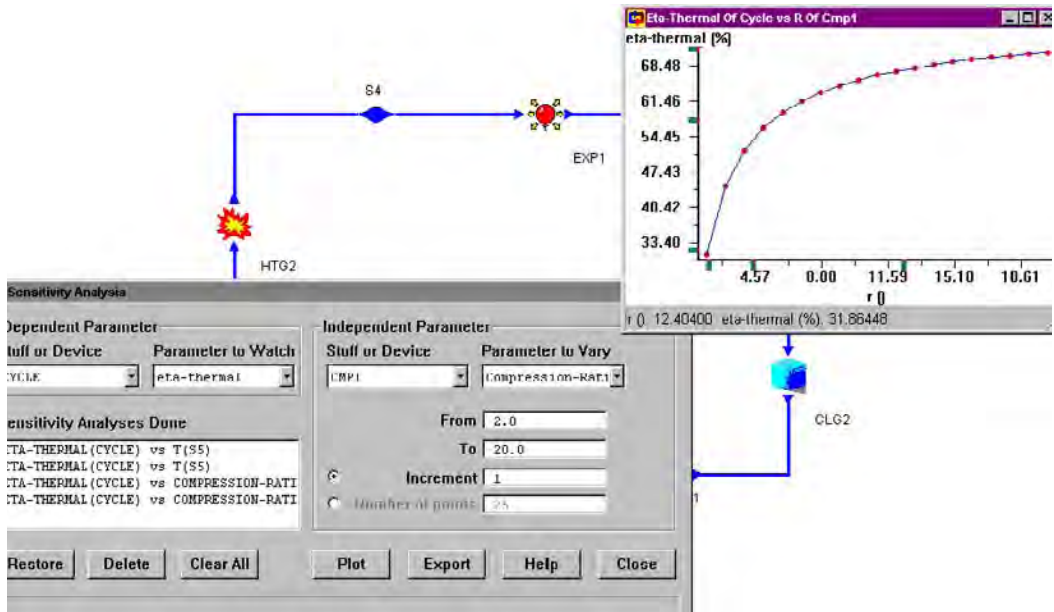 Eta-Thermal Of Cycle vs R Of Cmp1
eta-thermal (%)
68.48
61.46
54.45
47.43
40.42
33.40
4.57 8.00 11.59 15.10 18.61
r ()
r () 12.40400 eta-thermal (%) 31.86448
S4
EXP1
HTG2
CLG2
Sensitivity Analysis
Dependent Parameter
Stuff or Device Parameter to Watch
CYCLE eta-thermal
Sensitivity Analyses Done
ETA-THERMAL(CYCLE) vs T(S5)
ETA-THERMAL(CYCLE) vs T(S5)
ETA-THERMAL(CYCLE) vs COMPRESSION-RATI
ETA-THERMAL(CYCLE) vs COMPRESSION-RATI
Independent Parameter
Stuff or Device Parameter to Vary
CMP1 Compression-Rati
From 2.0
To 20.0
Increment 1
Number of points 25
Restore Delete Clear All Plot Export Help Close
1